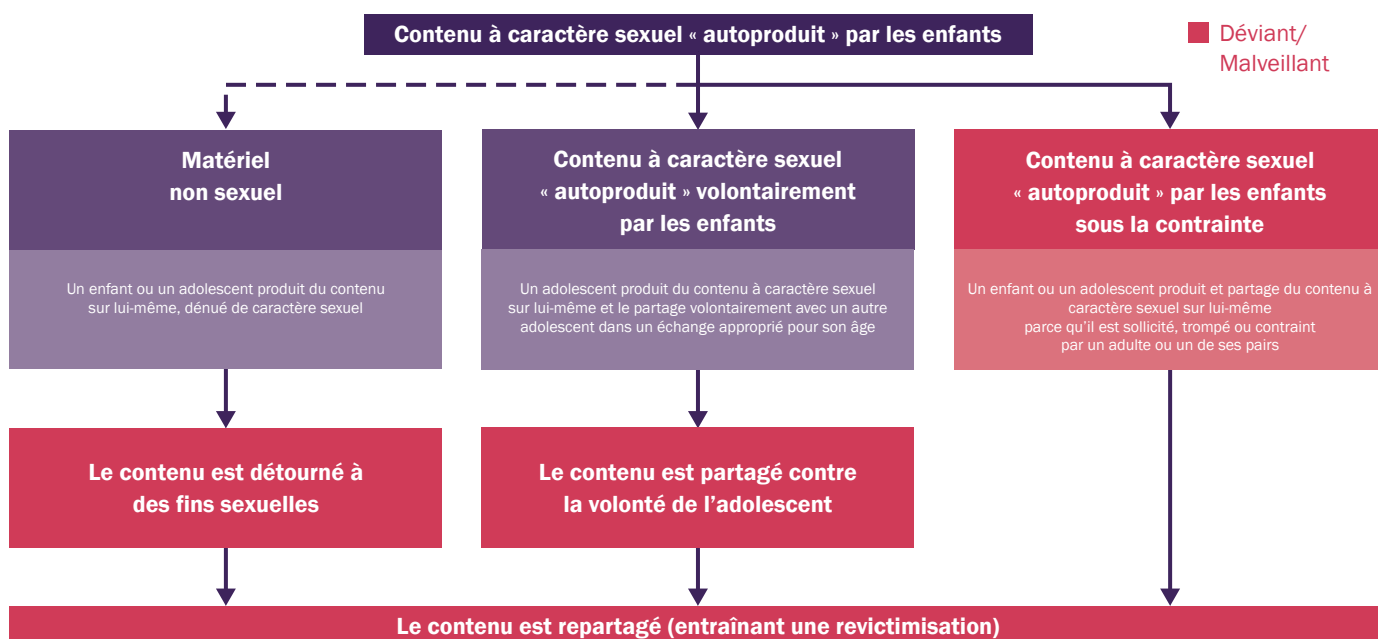 Contenu à caractère sexuel « autoproduit » par les enfants
Déviant/
Malveillant
Matériel
non sexuel
Un enfant ou un adolescent produit du contenu
sur lui-même, dénué de caractère sexuel
Contenu à caractère sexuel
« autoproduit » volontairement
par les enfants
Un adolescent produit du contenu à caractère sexuel
sur lui-même et le partage volontairement avec un autre
adolescent dans un échange approprié pour son âge
Contenu à caractère sexuel
« autoproduit » par les enfants
sous la contrainte
Un enfant ou un adolescent produit et partage du contenu à
caractère sexuel sur lui-même
parce qu’il est sollicité, trompé ou contraint
par un adulte ou un de ses pairs
Le contenu est détourné à
des fins sexuelles
Le contenu est partagé contre
la volonté de l’adolescent
Le contenu est repartagé (entraînant une revictimisation)